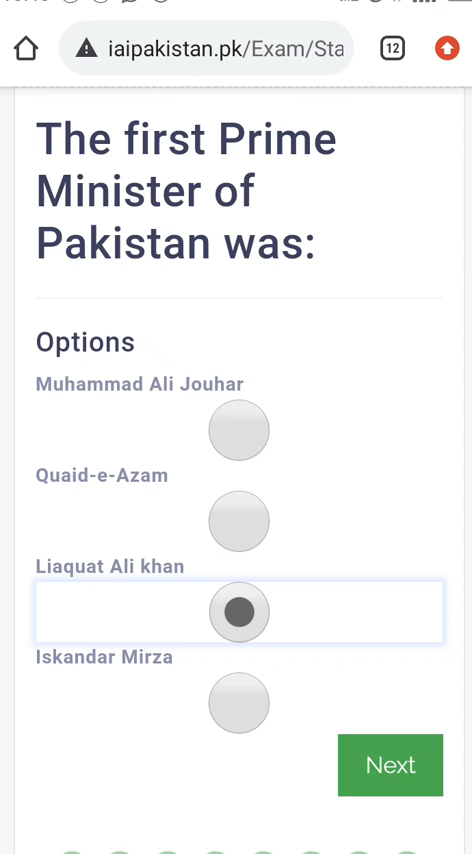 12
iaipakistan.pk/Exam/Sta
The first Prime
Minister of
Pakistan was:
Options
Muhammad Ali Jouhar
Quaid-e-Azam
Liaquat Ali khan
Iskandar Mirza
Next